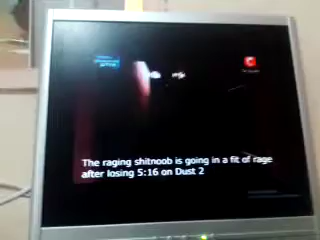 The raging shitnoob is going in a fit of rage
after losing 5:16 on Dust 2